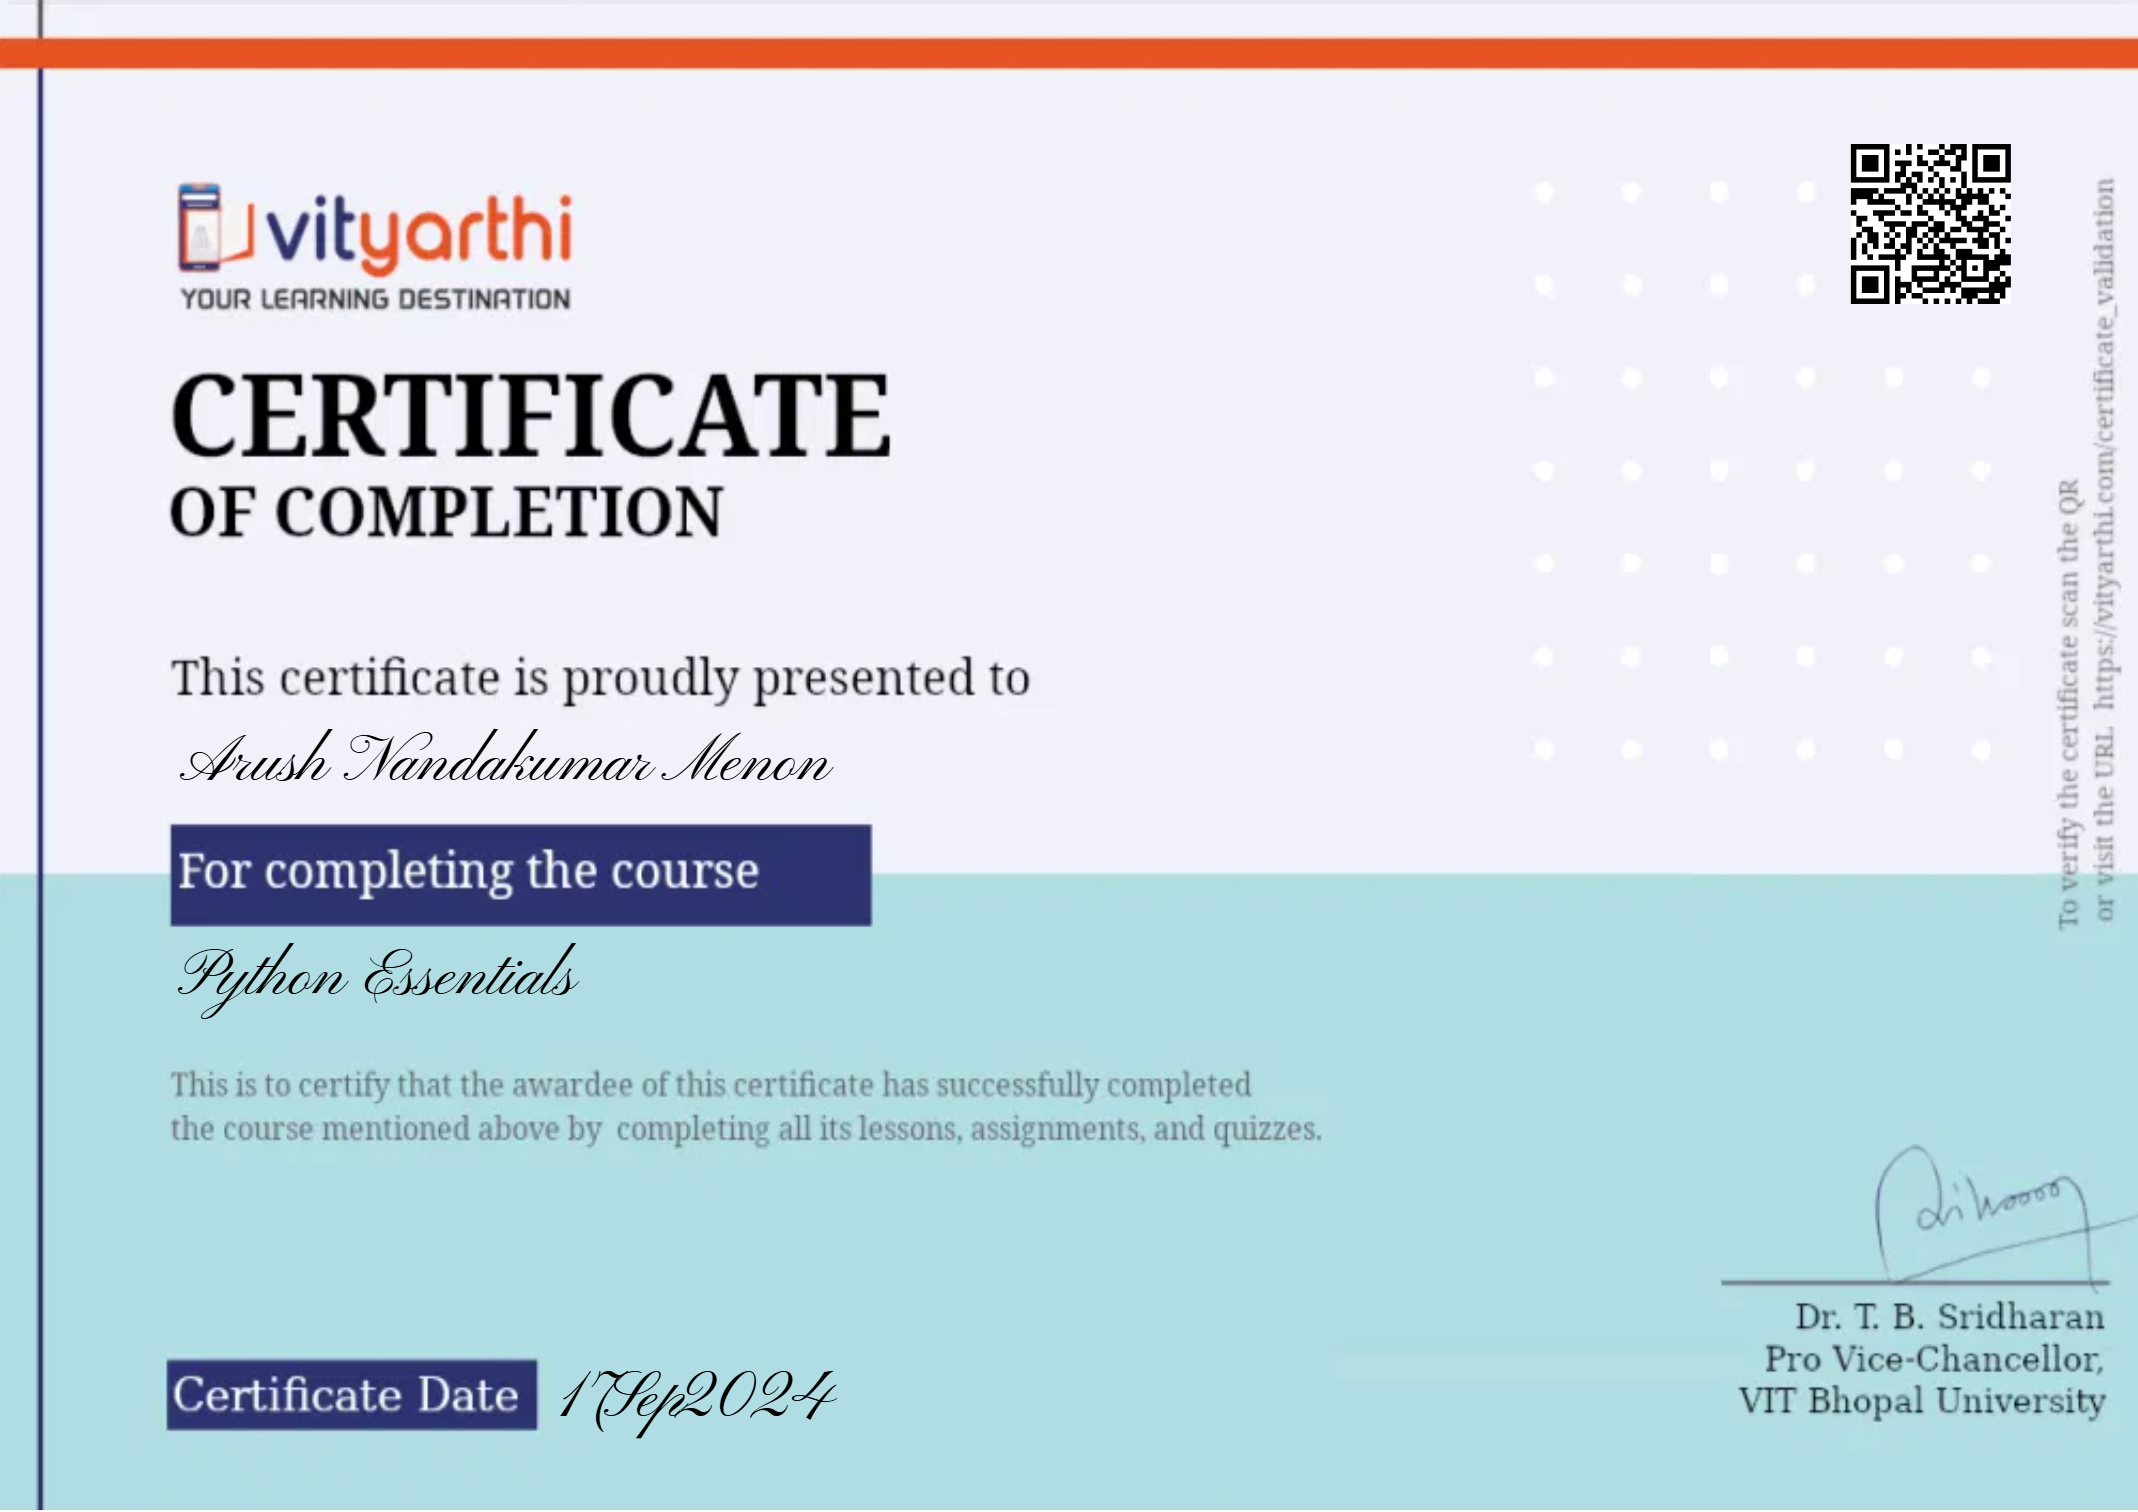 vityarthi
YOUR LEARNING DESTINATION
CERTIFICATE
OF COMPLETION
This certificate is proudly presented to
Arush Nandakumar Menon
For completing the course
Python Essentials
This is to certify that the awardee of this certificate has successfully completed
the course mentioned above by completing all its lessons, assignments, and quizzes.
Certificate Date 17Sep2024
Dr. T. B. Sridharan
Pro Vice-Chancellor,
VIT Bhopal University
To verify the certificate scan the QR
or visit the URL https://vityarthi.com/certificate_validation